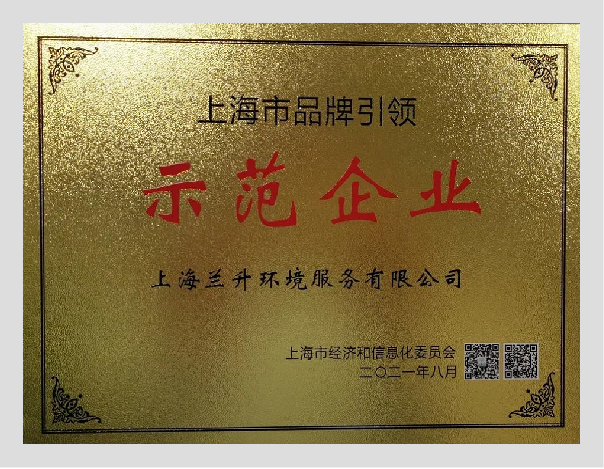 上海市品牌引领
示范企业
上海兰升环境服务有限公司
上海市经济和信息化委员会
二〇二一年八月